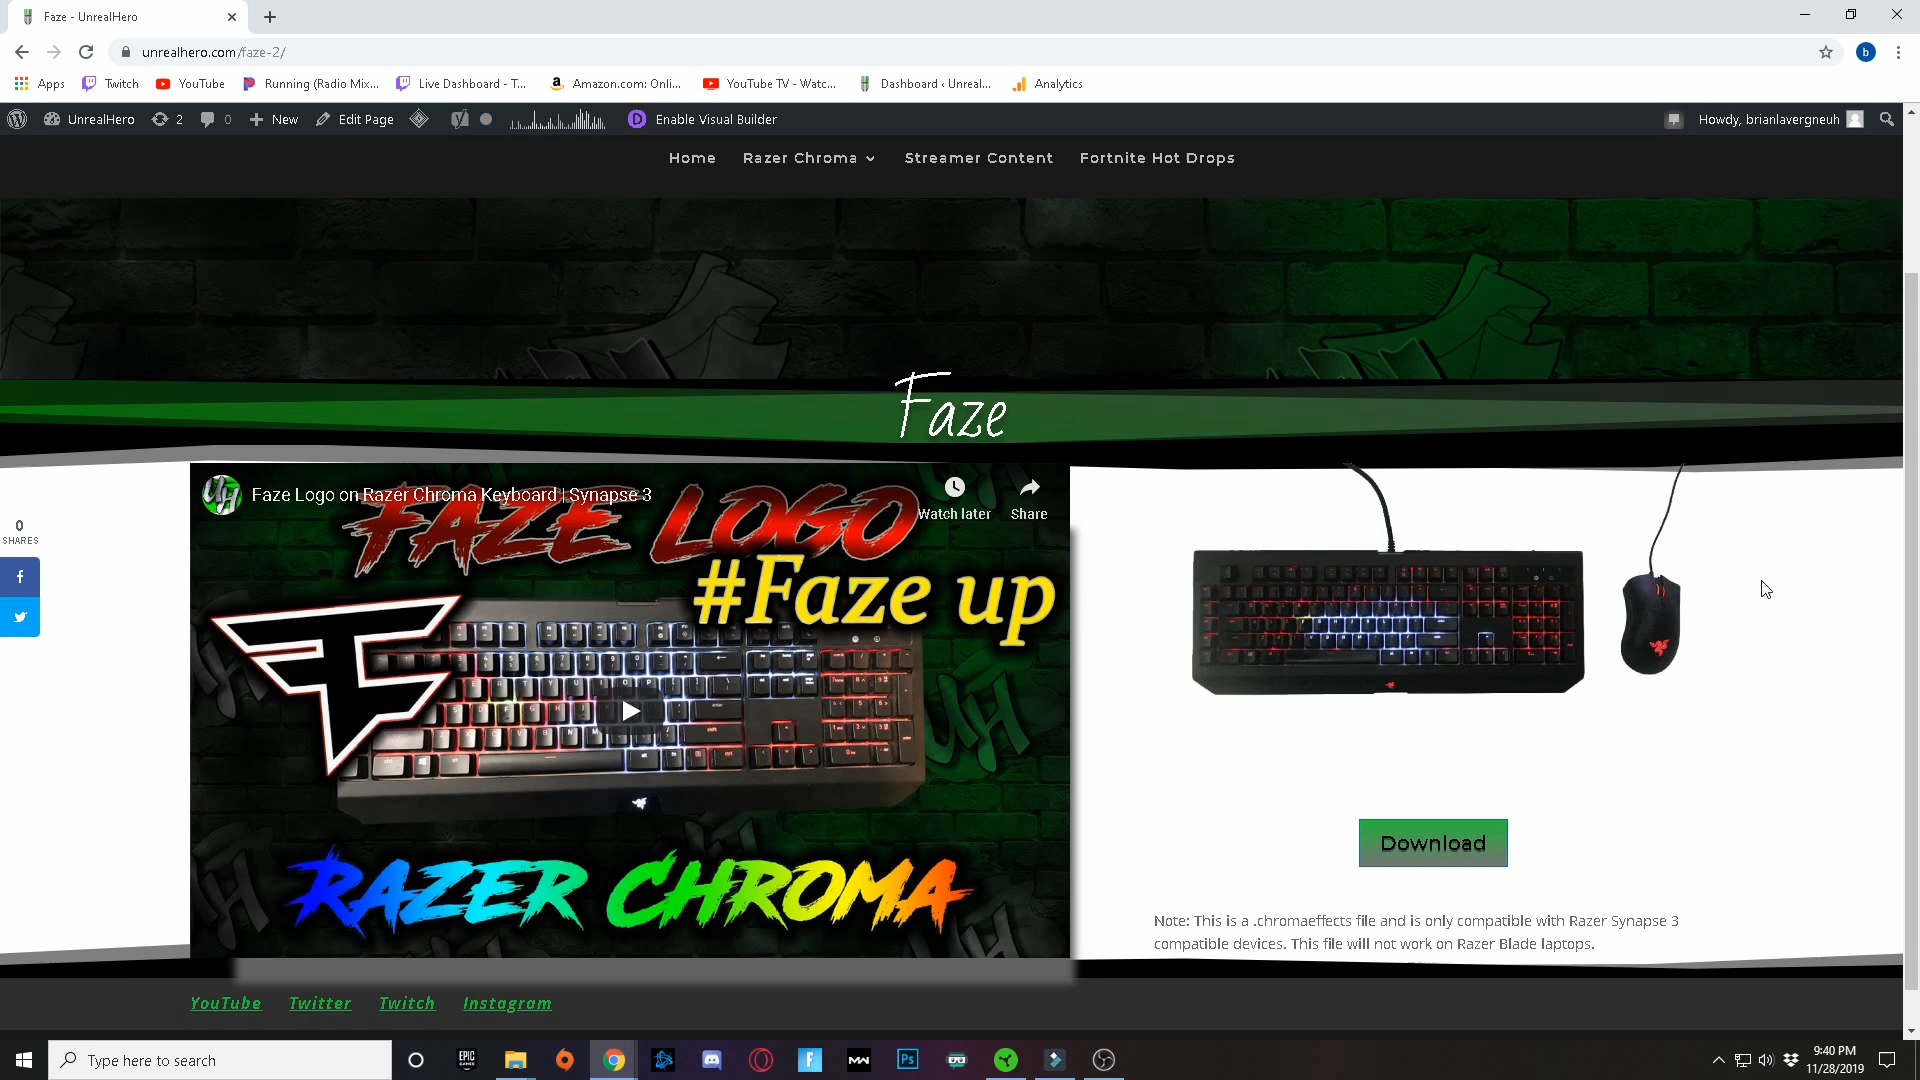 Faze - UnrealHero
unrealhero.com/faze-2/
b
Apps Twitch YouTube Running (Radio Mix... Live Dashboard - T... Amazon.com: Onli... YouTube TV - Watc... Dashboard ‹ Unreal... Analytics
UnrealHero 2 0 New Edit Page Enable Visual Builder Howdy, brianlavergneuh
Home Razer Chroma Streamer Content Fortnite Hot Drops
Faze
Faze Logo on Razer Chroma Keyboard | Synapse 3
Watch later Share
FAZE LOGO
#Faze up
RAZER CHROMA
0
SHARES
Download
Note: This is a .chromaeffects file and is only compatible with Razer Synapse 3
compatible devices. This file will not work on Razer Blade laptops.
YouTube Twitter Twitch Instagram
Type here to search
EPIC GAMES
MW
Ps
9:40 PM
11/28/2019